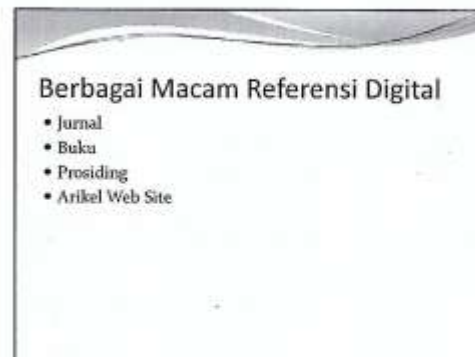 Berbagai Macam Referensi Digital
• Jurnal
• Buku
• Prosiding
• Arikel Web Site